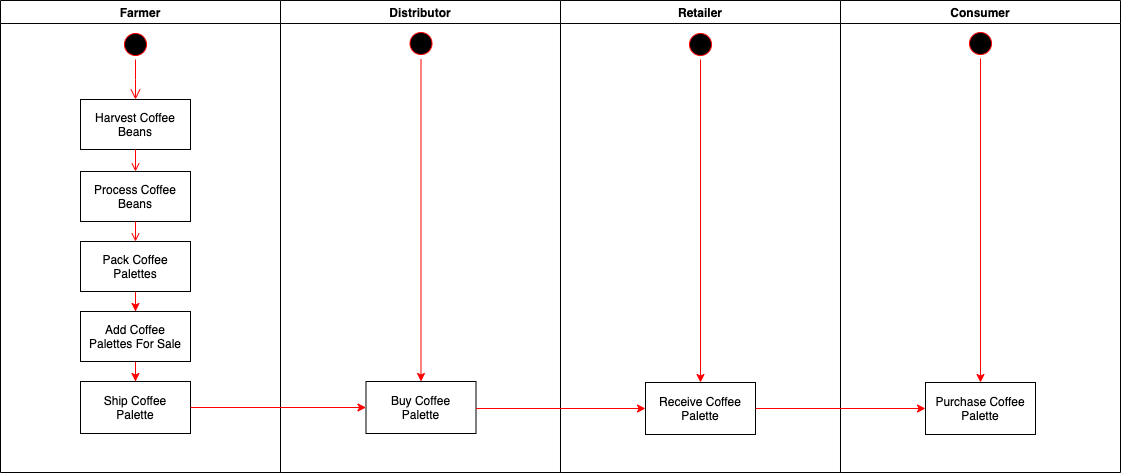 Farmer
Distributor
Retailer
Consumer
Harvest Coffee
Beans
Process Coffee
Beans
Pack Coffee
Palettes
Add Coffee
Palettes For Sale
Ship Coffee
Palette
Buy Coffee
Palette
Receive Coffee
Palette
Purchase Coffee
Palette